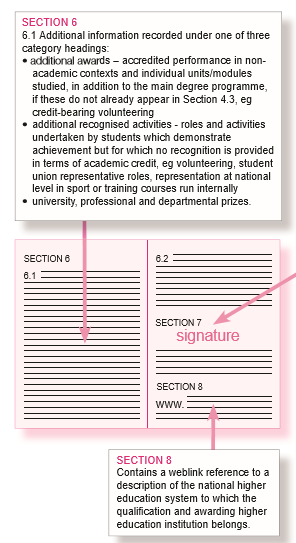 SECTION 6
6.1 Additional information recorded under one of three
category headings:
• additional awards – accredited performance in non-
academic contexts and individual units/modules
studied, in addition to the main degree programme,
if these do not already appear in Section 4.3, eg
credit-bearing volunteering
• additional recognised activities - roles and activities
undertaken by students which demonstrate
achievement but for which no recognition is provided
in terms of academic credit, eg volunteering, student
union representative roles, representation at national
level in sport or training courses run internally
• university, professional and departmental prizes.
SECTION 6
6.1
6.2
SECTION 7
signature
SECTION 8
WWW.
SECTION 8
Contains a weblink reference to a
description of the national higher
education system to which the
qualification and awarding higher
education institution belongs.